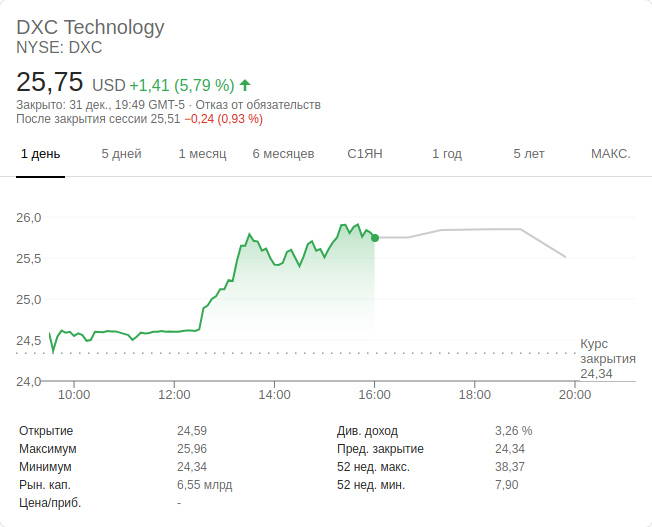 DXC Technology
NYSE: DXC
25,75 USD +1,41 (5,79 %)
Закрыто: 31 дек., 19:49 GMT-5 · Отказ от обязательств
После закрытия сессии 25,51 −0,24 (0,93 %)
1 день 5 дней 1 месяц 6 месяцев С1ЯН 1 год 5 лет МАКС.
26,0
25,5
25,0
24,5
24,0
Курс
закрытия
24,34
10:00 12:00 14:00 16:00 18:00 20:00
Открытие 24,59 Див. доход 3,26 %
Максимум 25,96 Пред. закрытие 24,34
Минимум 24,34 52 нед. макс. 38,37
Рын. кап. 6,55 млрд 52 нед. мин. 7,90
Цена/приб. -